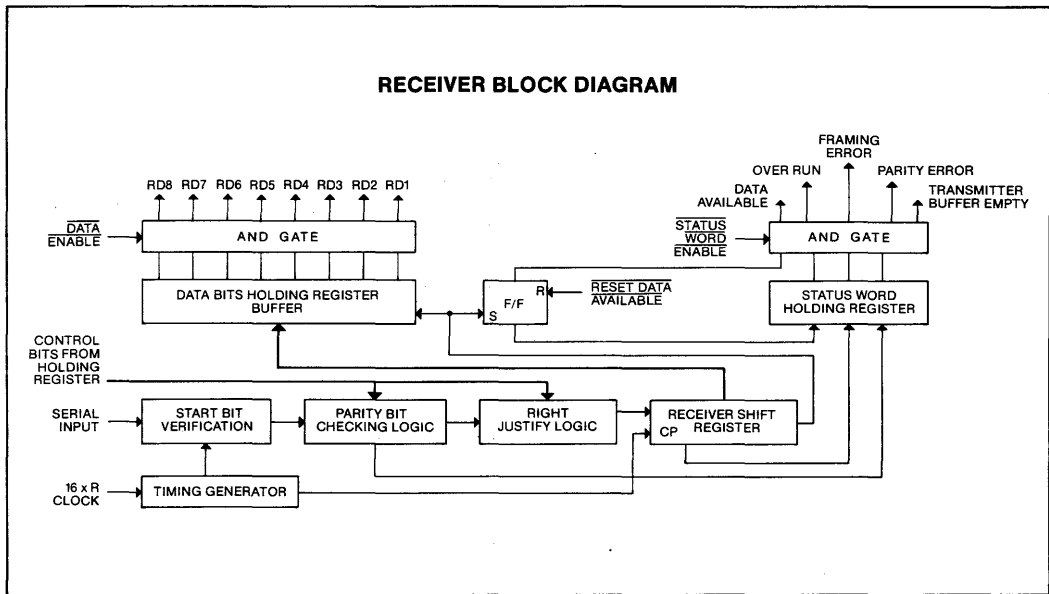 RECEIVER BLOCK DIAGRAM
FRAMING
ERROR
OVER RUN
PARITY ERROR
DATA
AVAILABLE
TRANSMITTER
BUFFER EMPTY
RD8 RD7 RD6 RD5 RD4 RD3 RD2 RD1
DATA
ENABLE
AND GATE
STATUS
WORD
ENABLE
AND GATE
DATA BITS HOLDING REGISTER
BUFFER
F/F
R
S
RESET DATA
AVAILABLE
STATUS WORD
HOLDING REGISTER
CONTROL
BITS FROM
HOLDING
REGISTER
SERIAL
INPUT
START BIT
VERIFICATION
PARITY BIT
CHECKING LOGIC
RIGHT
JUSTIFY LOGIC
RECEIVER SHIFT
REGISTER
CP
16 x R
CLOCK
TIMING GENERATOR